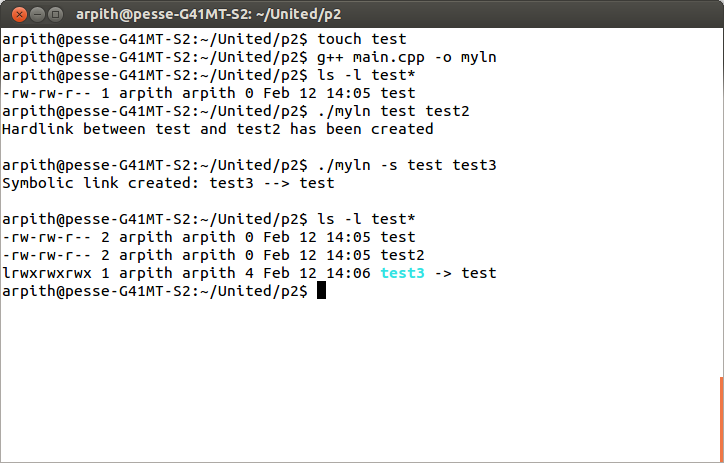 arpith@pesse-G41MT-S2: ~/United/p2
arpith@pesse-G41MT-S2:~/United/p2$ touch test
arpith@pesse-G41MT-S2:~/United/p2$ g++ main.cpp -o myln
arpith@pesse-G41MT-S2:~/United/p2$ ls -l test*
-rw-rw-r-- 1 arpith arpith 0 Feb 12 14:05 test
arpith@pesse-G41MT-S2:~/United/p2$ ./myln test test2
Hardlink between test and test2 has been created
arpith@pesse-G41MT-S2:~/United/p2$ ./myln -s test test3
Symbolic link created: test3 --> test
arpith@pesse-G41MT-S2:~/United/p2$ ls -l test*
-rw-rw-r-- 2 arpith arpith 0 Feb 12 14:05 test
-rw-rw-r-- 2 arpith arpith 0 Feb 12 14:05 test2
lrwxrwxrwx 1 arpith arpith 4 Feb 12 14:06 test3 -> test
arpith@pesse-G41MT-S2:~/United/p2$